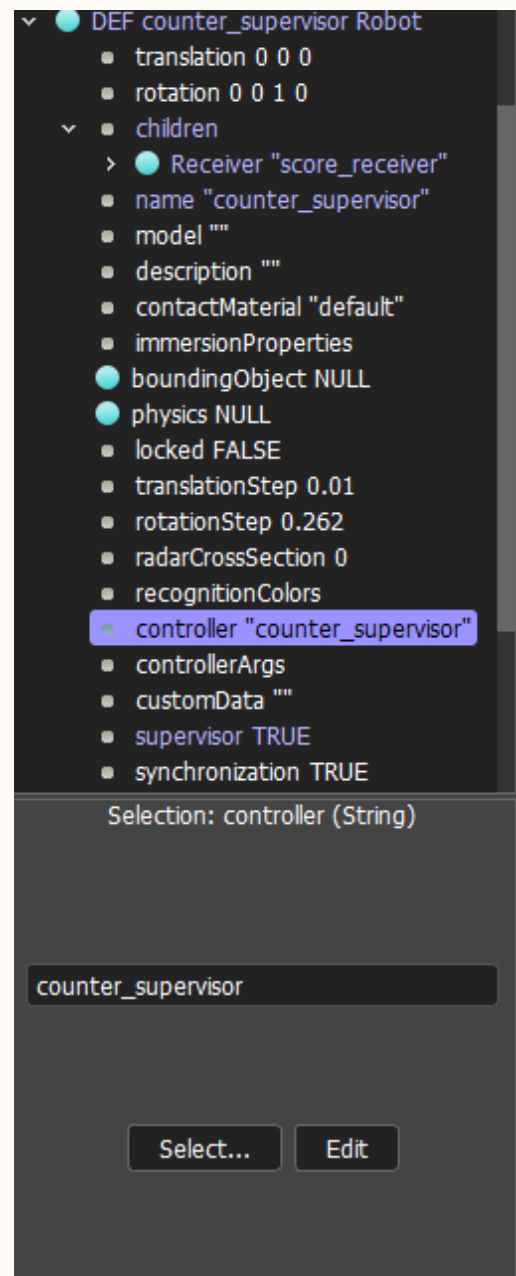 DEF counter_supervisor Robot
translation 0 0 0
rotation 0 0 1 0
children
Receiver "score_receiver"
name "counter_supervisor"
model ""
description ""
contactMaterial "default"
immersionProperties
boundingObject NULL
physics NULL
locked FALSE
translationStep 0.01
rotationStep 0.262
radarCrossSection 0
recognitionColors
controller "counter_supervisor"
controllerArgs
customData ""
supervisor TRUE
synchronization TRUE
Selection: controller (String)
counter_supervisor
Select... Edit